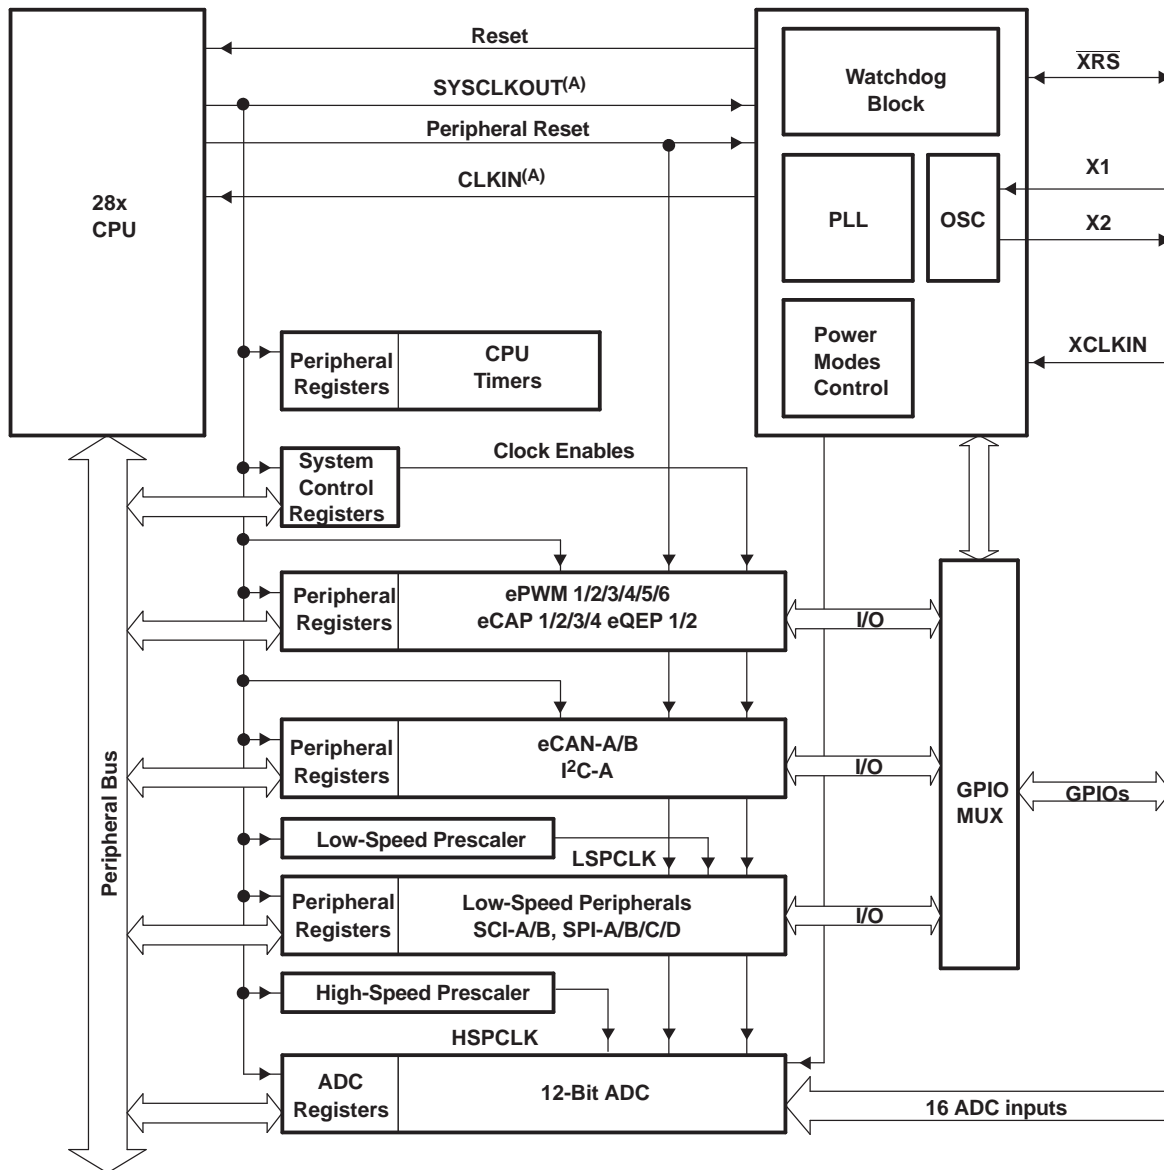 Reset
SYSCLKOUT(A)
Peripheral Reset
CLKIN(A)
28x
CPU
Watchdog
Block
PLL
OSC
Power
Modes
Control
XRS
X1
X2
XCLKIN
Peripheral
Registers
CPU
Timers
System
Control
Registers
Clock Enables
Peripheral
Registers
ePWM 1/2/3/4/5/6
eCAP 1/2/3/4 eQEP 1/2
I/O
Peripheral
Registers
eCAN-A/B
I2C-A
I/O
Peripheral Bus
GPIO
MUX
GPIOs
Low-Speed Prescaler
LSPCLK
Peripheral
Registers
Low-Speed Peripherals
SCI-A/B, SPI-A/B/C/D
I/O
High-Speed Prescaler
HSPCLK
ADC
Registers
12-Bit ADC
16 ADC inputs